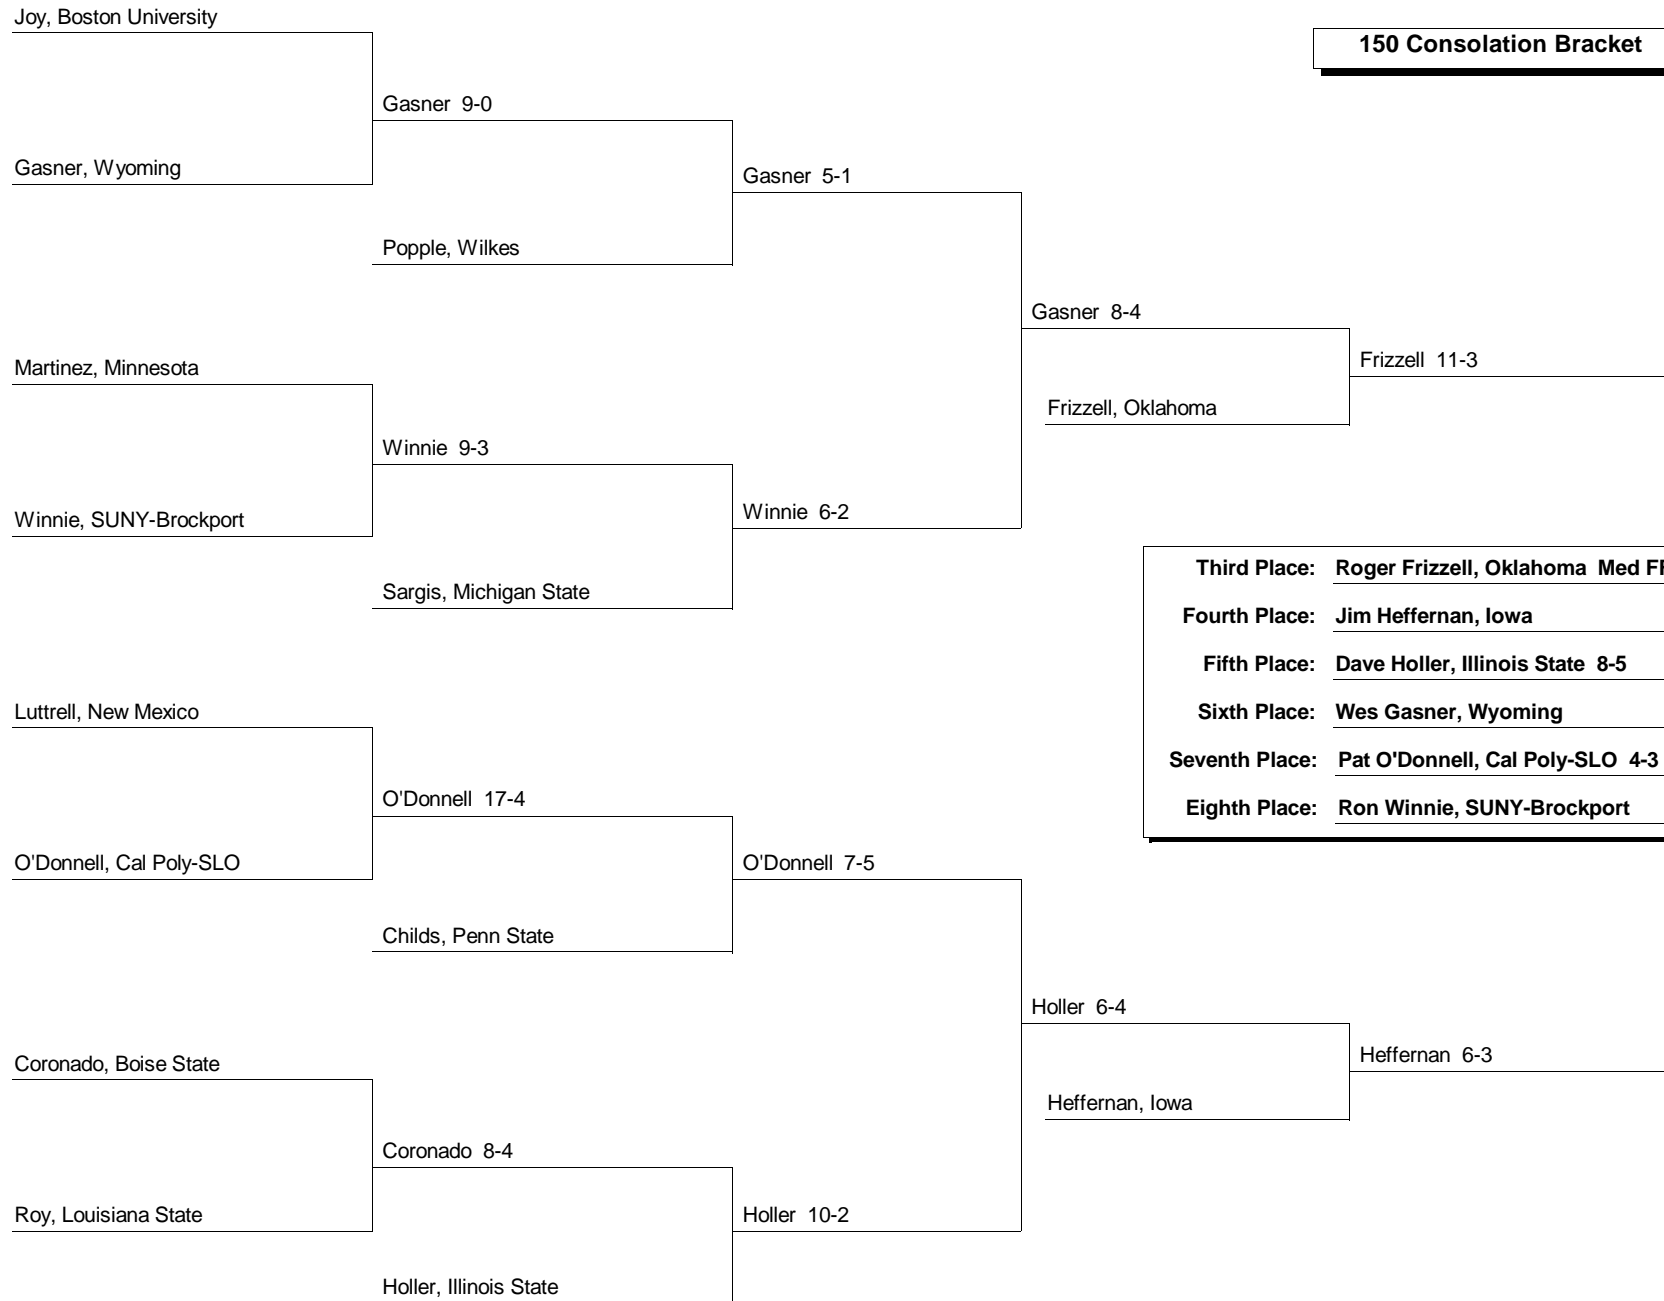 Joy, Boston University
150 Consolation Bracket
Gasner 9-0
Gasner, Wyoming
Gasner 5-1
Popple, Wilkes
Gasner 8-4
Martinez, Minnesota
Frizzell 11-3
Frizzell, Oklahoma
Winnie 9-3
Winnie, SUNY-Brockport
Winnie 6-2
Sargis, Michigan State
Third Place: Roger Frizzell, Oklahoma Med
Fourth Place: Jim Heffernan, Iowa
Fifth Place: Dave Holler, Illinois State 8-5
Sixth Place: Wes Gasner, Wyoming
Seventh Place: Pat O'Donnell, Cal Poly-SLO 4-3
Eighth Place: Ron Winnie, SUNY-Brockport
Luttrell, New Mexico
O'Donnell 17-4
O'Donnell, Cal Poly-SLO
O'Donnell 7-5
Childs, Penn State
Holler 6-4
Coronado, Boise State
Heffernan 6-3
Heffernan, Iowa
Coronado 8-4
Roy, Louisiana State
Holler 10-2
Holler, Illinois State